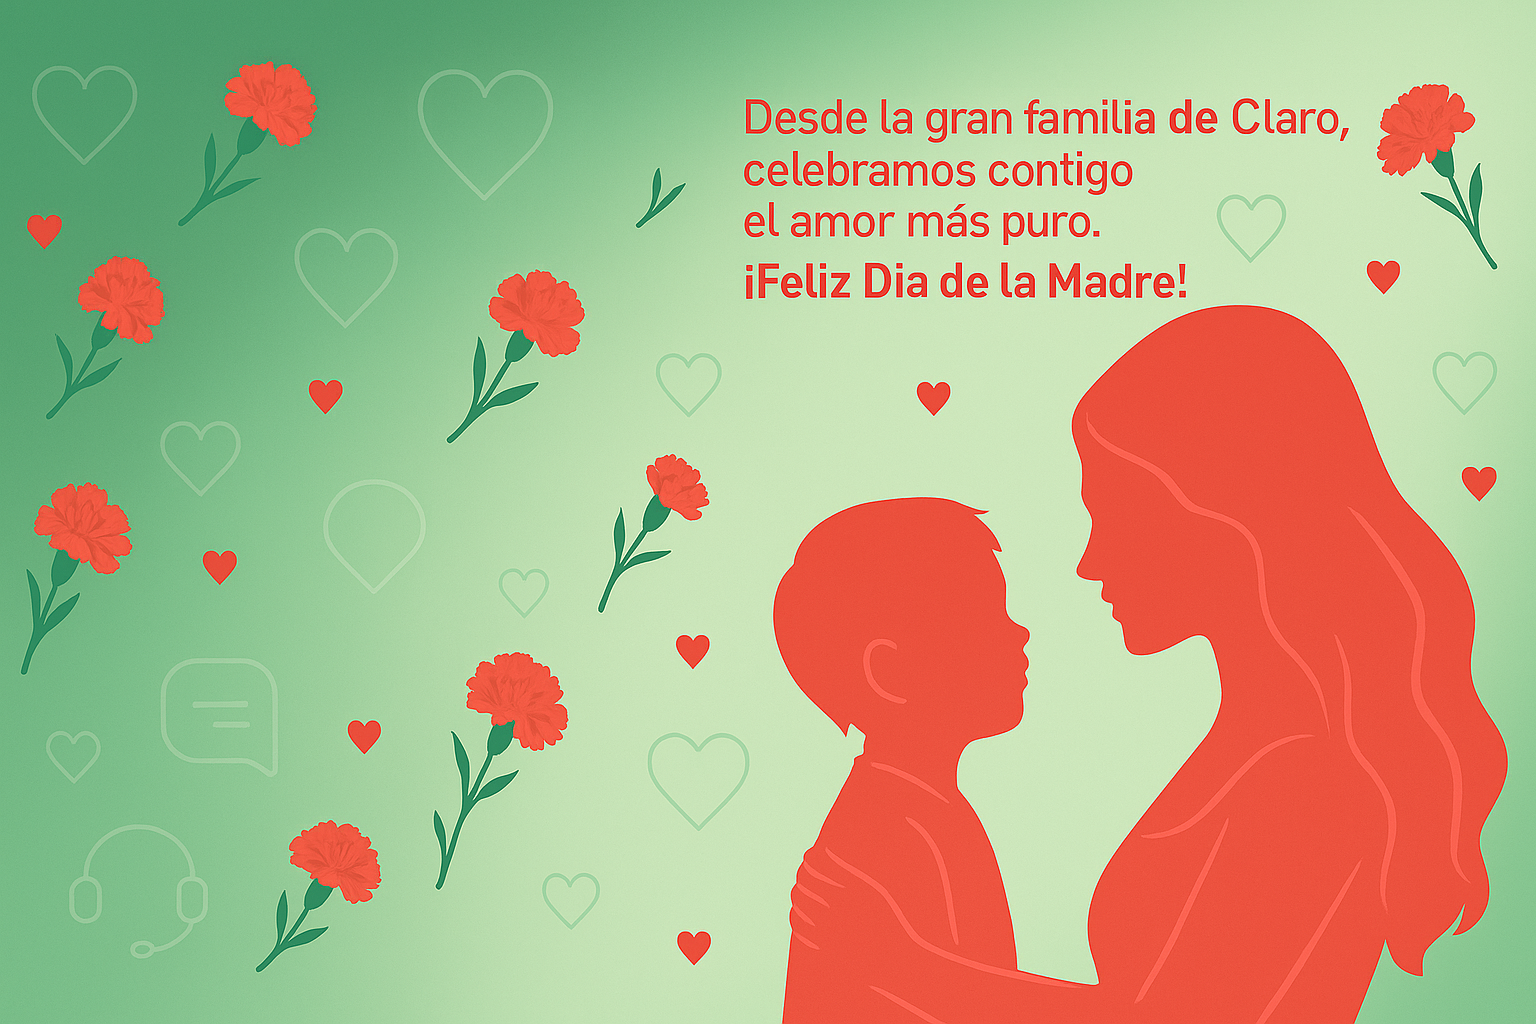 Desde la gran familia de Claro,
celebramos contigo
el amor más puro.
¡Feliz Dia de la Madre!